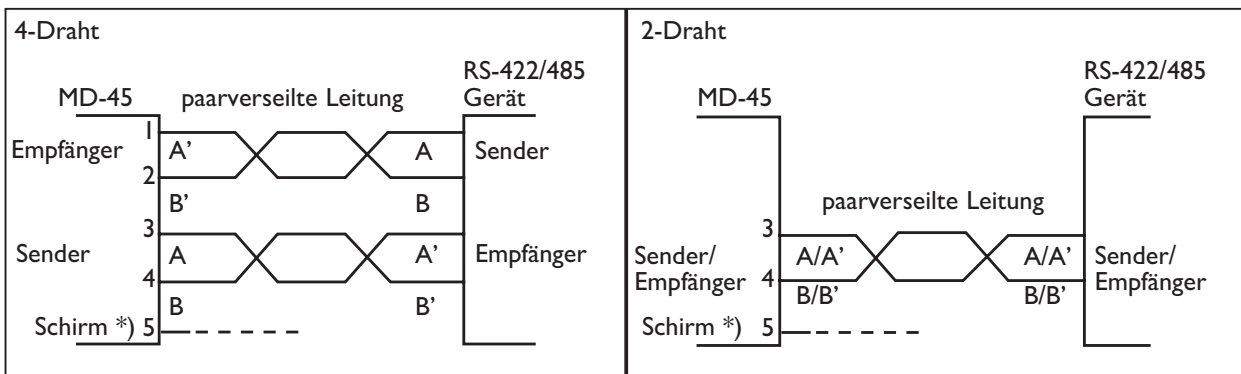 4-Draht
RS-422/485
MD-45 paarverseilte Leitung Gerät
1
Empfänger A' A Sender
2
B' B
3
Sender A A' Empfänger
4
B B'
Schirm *) 5
2-Draht
RS-422/485
MD-45 Gerät
paarverseilte Leitung
3
Sender/ A/A' A/A' Sender/
Empfänger 4 B/B' B/B' Empfänger
Schirm *) 5